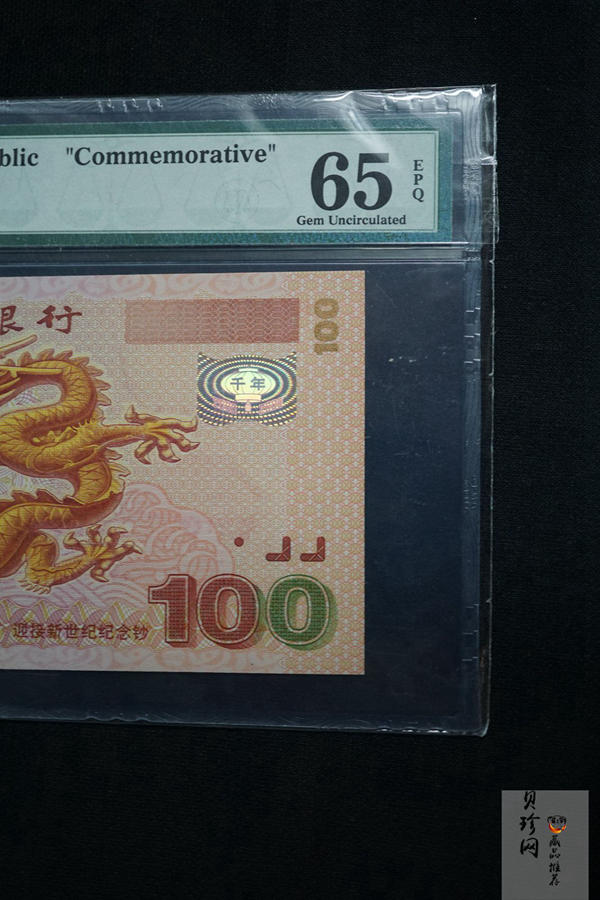 blic "Commemorative"
65
EPQ
Gem Uncirculated
银行
100
千年
迎接新世纪纪念钞
100
贝珍网
藏品推荐